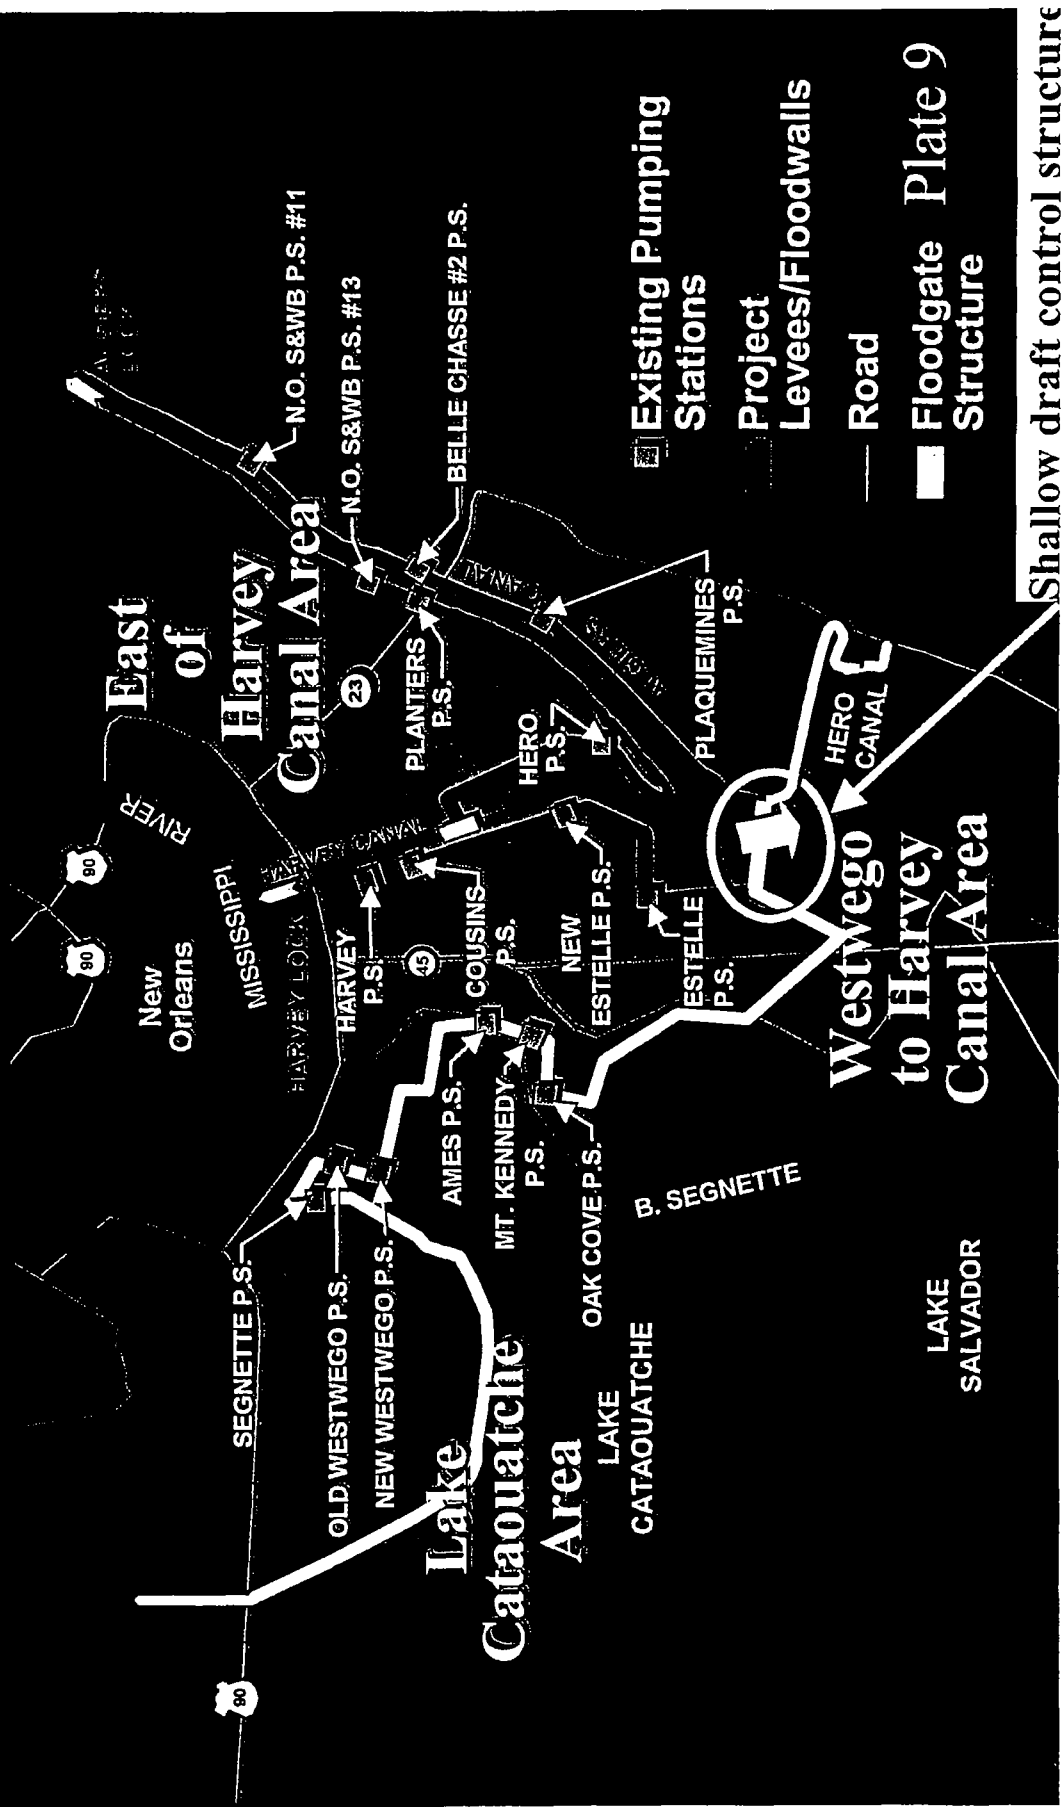 East
of
Harvey
Canal Area
N.O. S&WB P.S. #11
N.O. S&WB P.S. #13
BELLE CHASSE #2 P.S.
PLANTERS
P.S.
23
HERO
P.S.
PLAQUEMINES
P.S.
CANAL
ALGIERS
90
90
90
RIVER
MISSISSIPPI
New
Orleans
HARVEY CANAL
HARVEY LOCK
HARVEY
P.S.
45
COUSINS
P.S.
NEW
ESTELLE P.S.
ESTELLE
P.S.
HERO
CANAL
Westwego
to Harvey
Canal Area
AMES P.S.
MT. KENNEDY
P.S.
OAK COVE P.S.
B. SEGNETTE
SEGNETTE P.S.
OLD WESTWEGO P.S.
NEW WESTWEGO P.S.
Lake
Cataouatche
Area
LAKE
CATAOUATCHE
LAKE
SALVADOR
Existing Pumping
Stations
Project
Levees/Floodwalls
Road
Floodgate
Structure
Plate 9
Shallow draft control structure